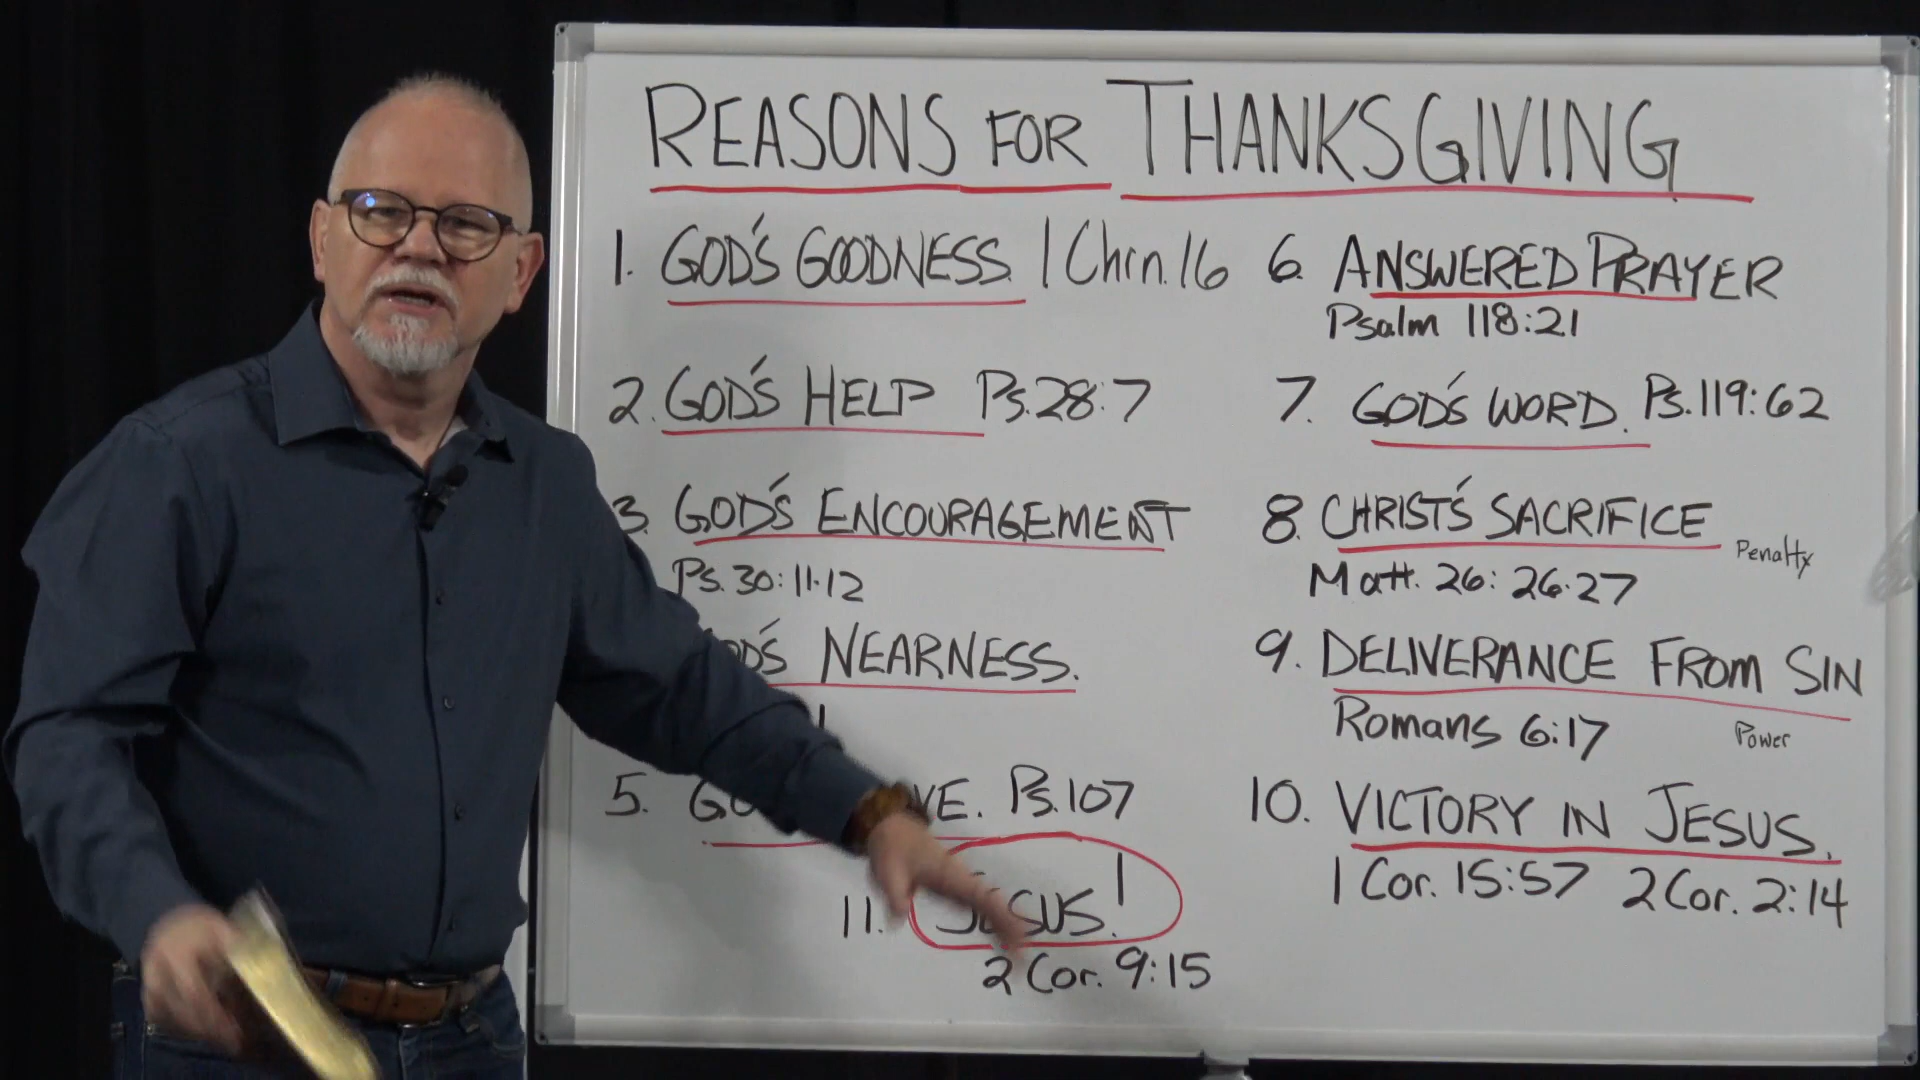 REASONS FOR THANKSGIVING
1. GOD'S GOODNESS. 1 Chrn. 16
2. GOD'S HELP Ps. 28:7
3. GOD'S ENCOURAGEMENT
Ps. 30:11-12
NEARNESS.
5. Ps. 107
11. JESUS!
2 Cor. 9:15
6. ANSWERED PRAYER
Psalm 118:21
7. GOD'S WORD. Ps. 119:62
8. CHRIST'S SACRIFICE
Penalty
Matt. 26:26-27
9. DELIVERANCE FROM SIN
Romans 6:17 Power
10. VICTORY IN JESUS.
1 Cor. 15:57 2 Cor. 2:14